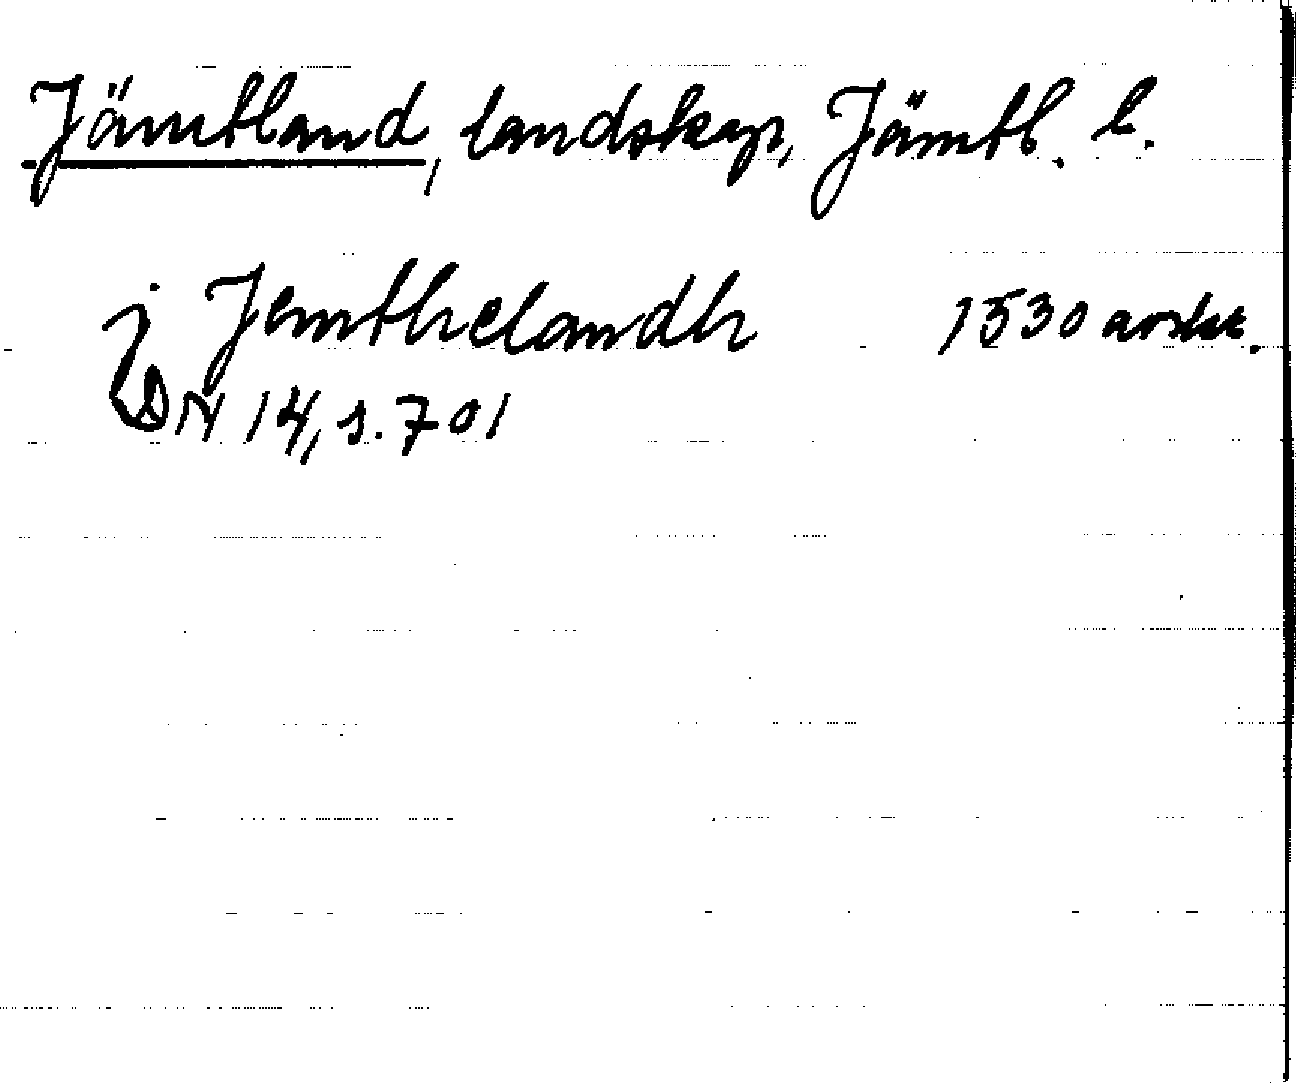 Jämtland, landskap, Jämtl. l.
j Jemthelandh 1530 avskr.
DN 14, s. 701